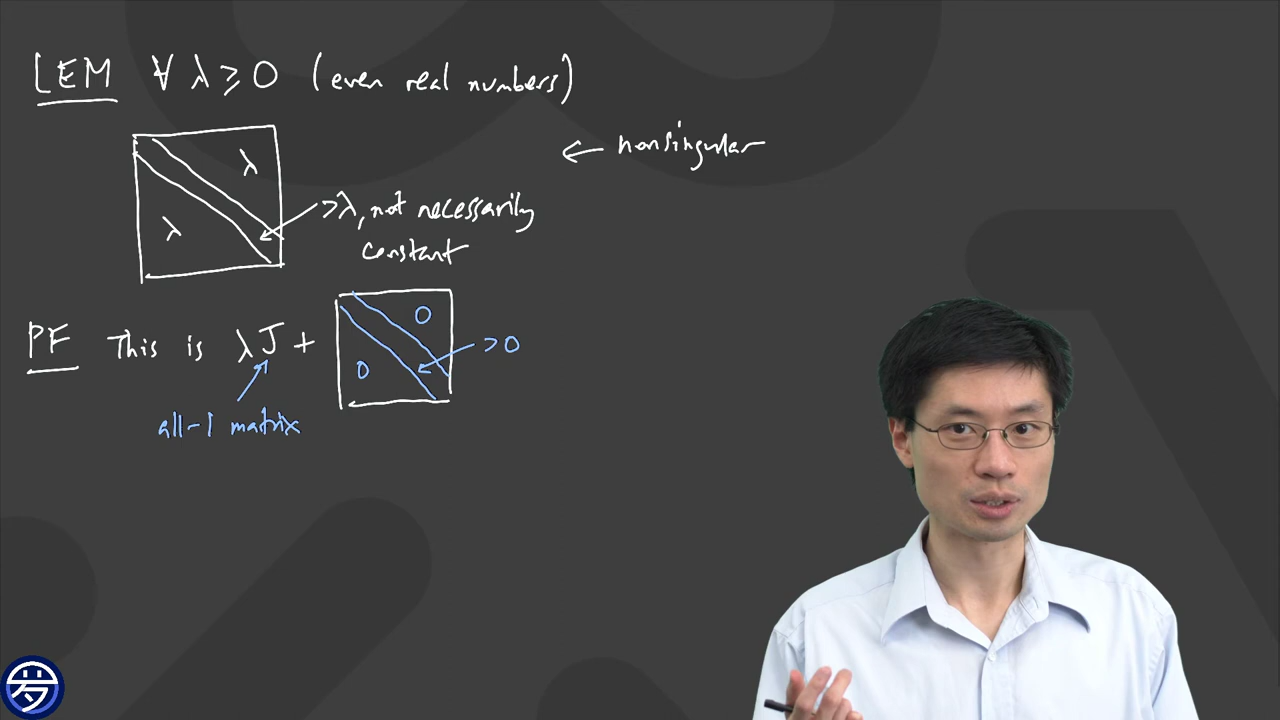 LEM ∀ λ ≥ 0 (even real numbers)
← nonsingular
λ
λ
>λ, not necessarily
constant
PF This is λJ +
0
0
>0
all-1 matrix